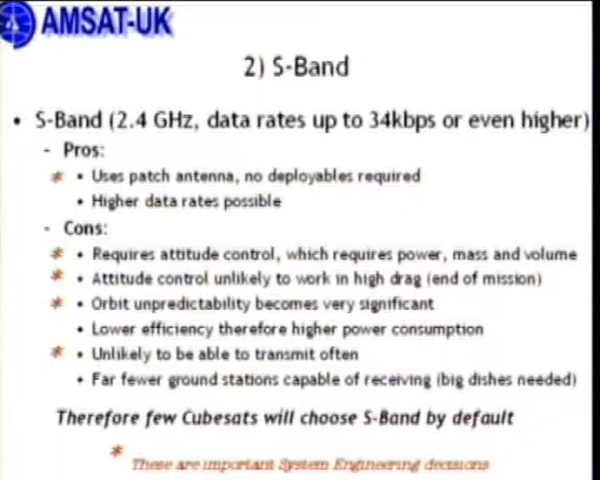 AMSAT-UK
2) S-Band
• S-Band (2.4 GHz, data rates up to 34kbps or even higher)
- Pros:
* • Uses patch antenna, no deployables required
• Higher data rates possible
- Cons:
* • Requires attitude control, which requires power, mass and volume
* • Attitude control unlikely to work in high drag (end of mission)
* • Orbit unpredictability becomes very significant
• Lower efficiency therefore higher power consumption
* • Unlikely to be able to transmit often
• Far fewer ground stations capable of receiving (big dishes needed)
Therefore few Cubesats will choose S-Band by default
* These are important System Engineering decisions